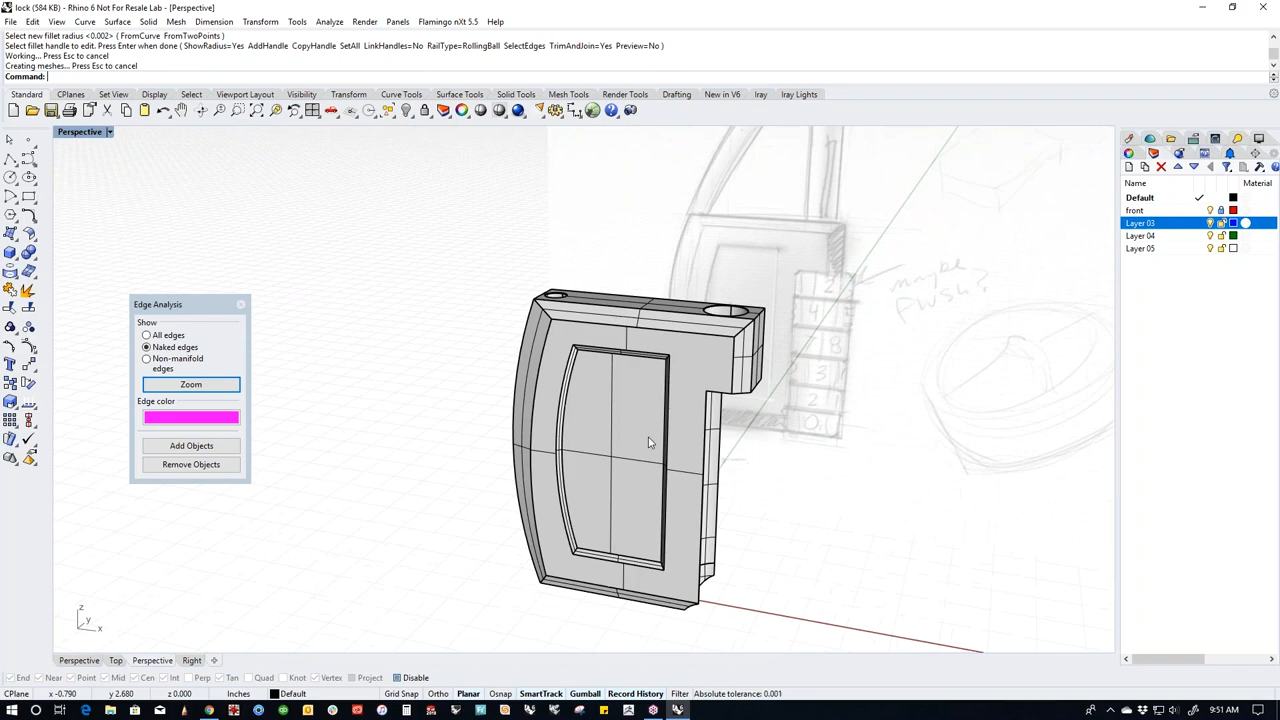 lock (584 KB) - Rhino 6 Not For Resale Lab - [Perspective]
File Edit View Curve Surface Solid Mesh Dimension Transform Tools Analyze Render Panels Flamingo nXt 5.5 Help
Select new fillet radius <0.002> ( FromCurve FromTwoPoints )
Select fillet handle to edit. Press Enter when done ( ShowRadius=Yes AddHandle CopyHandle SetAll LinkHandles=No RailType=RollingBall SelectEdges TrimAndJoin=Yes Preview=No )
Working... Press Esc to cancel
Creating meshes... Press Esc to cancel
Command:
Standard CPlanes Set View Display Select Viewport Layout Visibility Transform Curve Tools Surface Tools Solid Tools Mesh Tools Render Tools Drafting New in V6 Iray Iray Lights
Perspective
Name Material
Default
front
Layer 03
Layer 04
Layer 05
maybe
Edge Analysis
Show
All edges
Naked edges
Non-manifold
edges
Zoom
Edge color
Add Objects
Remove Objects
z
y
x
Perspective Top Perspective Right
End Near Point Mid Cen Int Perp Tan Quad Knot Vertex Project Disable
CPlane x -0.790 y 2.680 z 0.000 Inches Default Grid Snap Ortho Planar Osnap SmartTrack Gumball Record History Filter Absolute tolerance: 0.001
9:51 AM